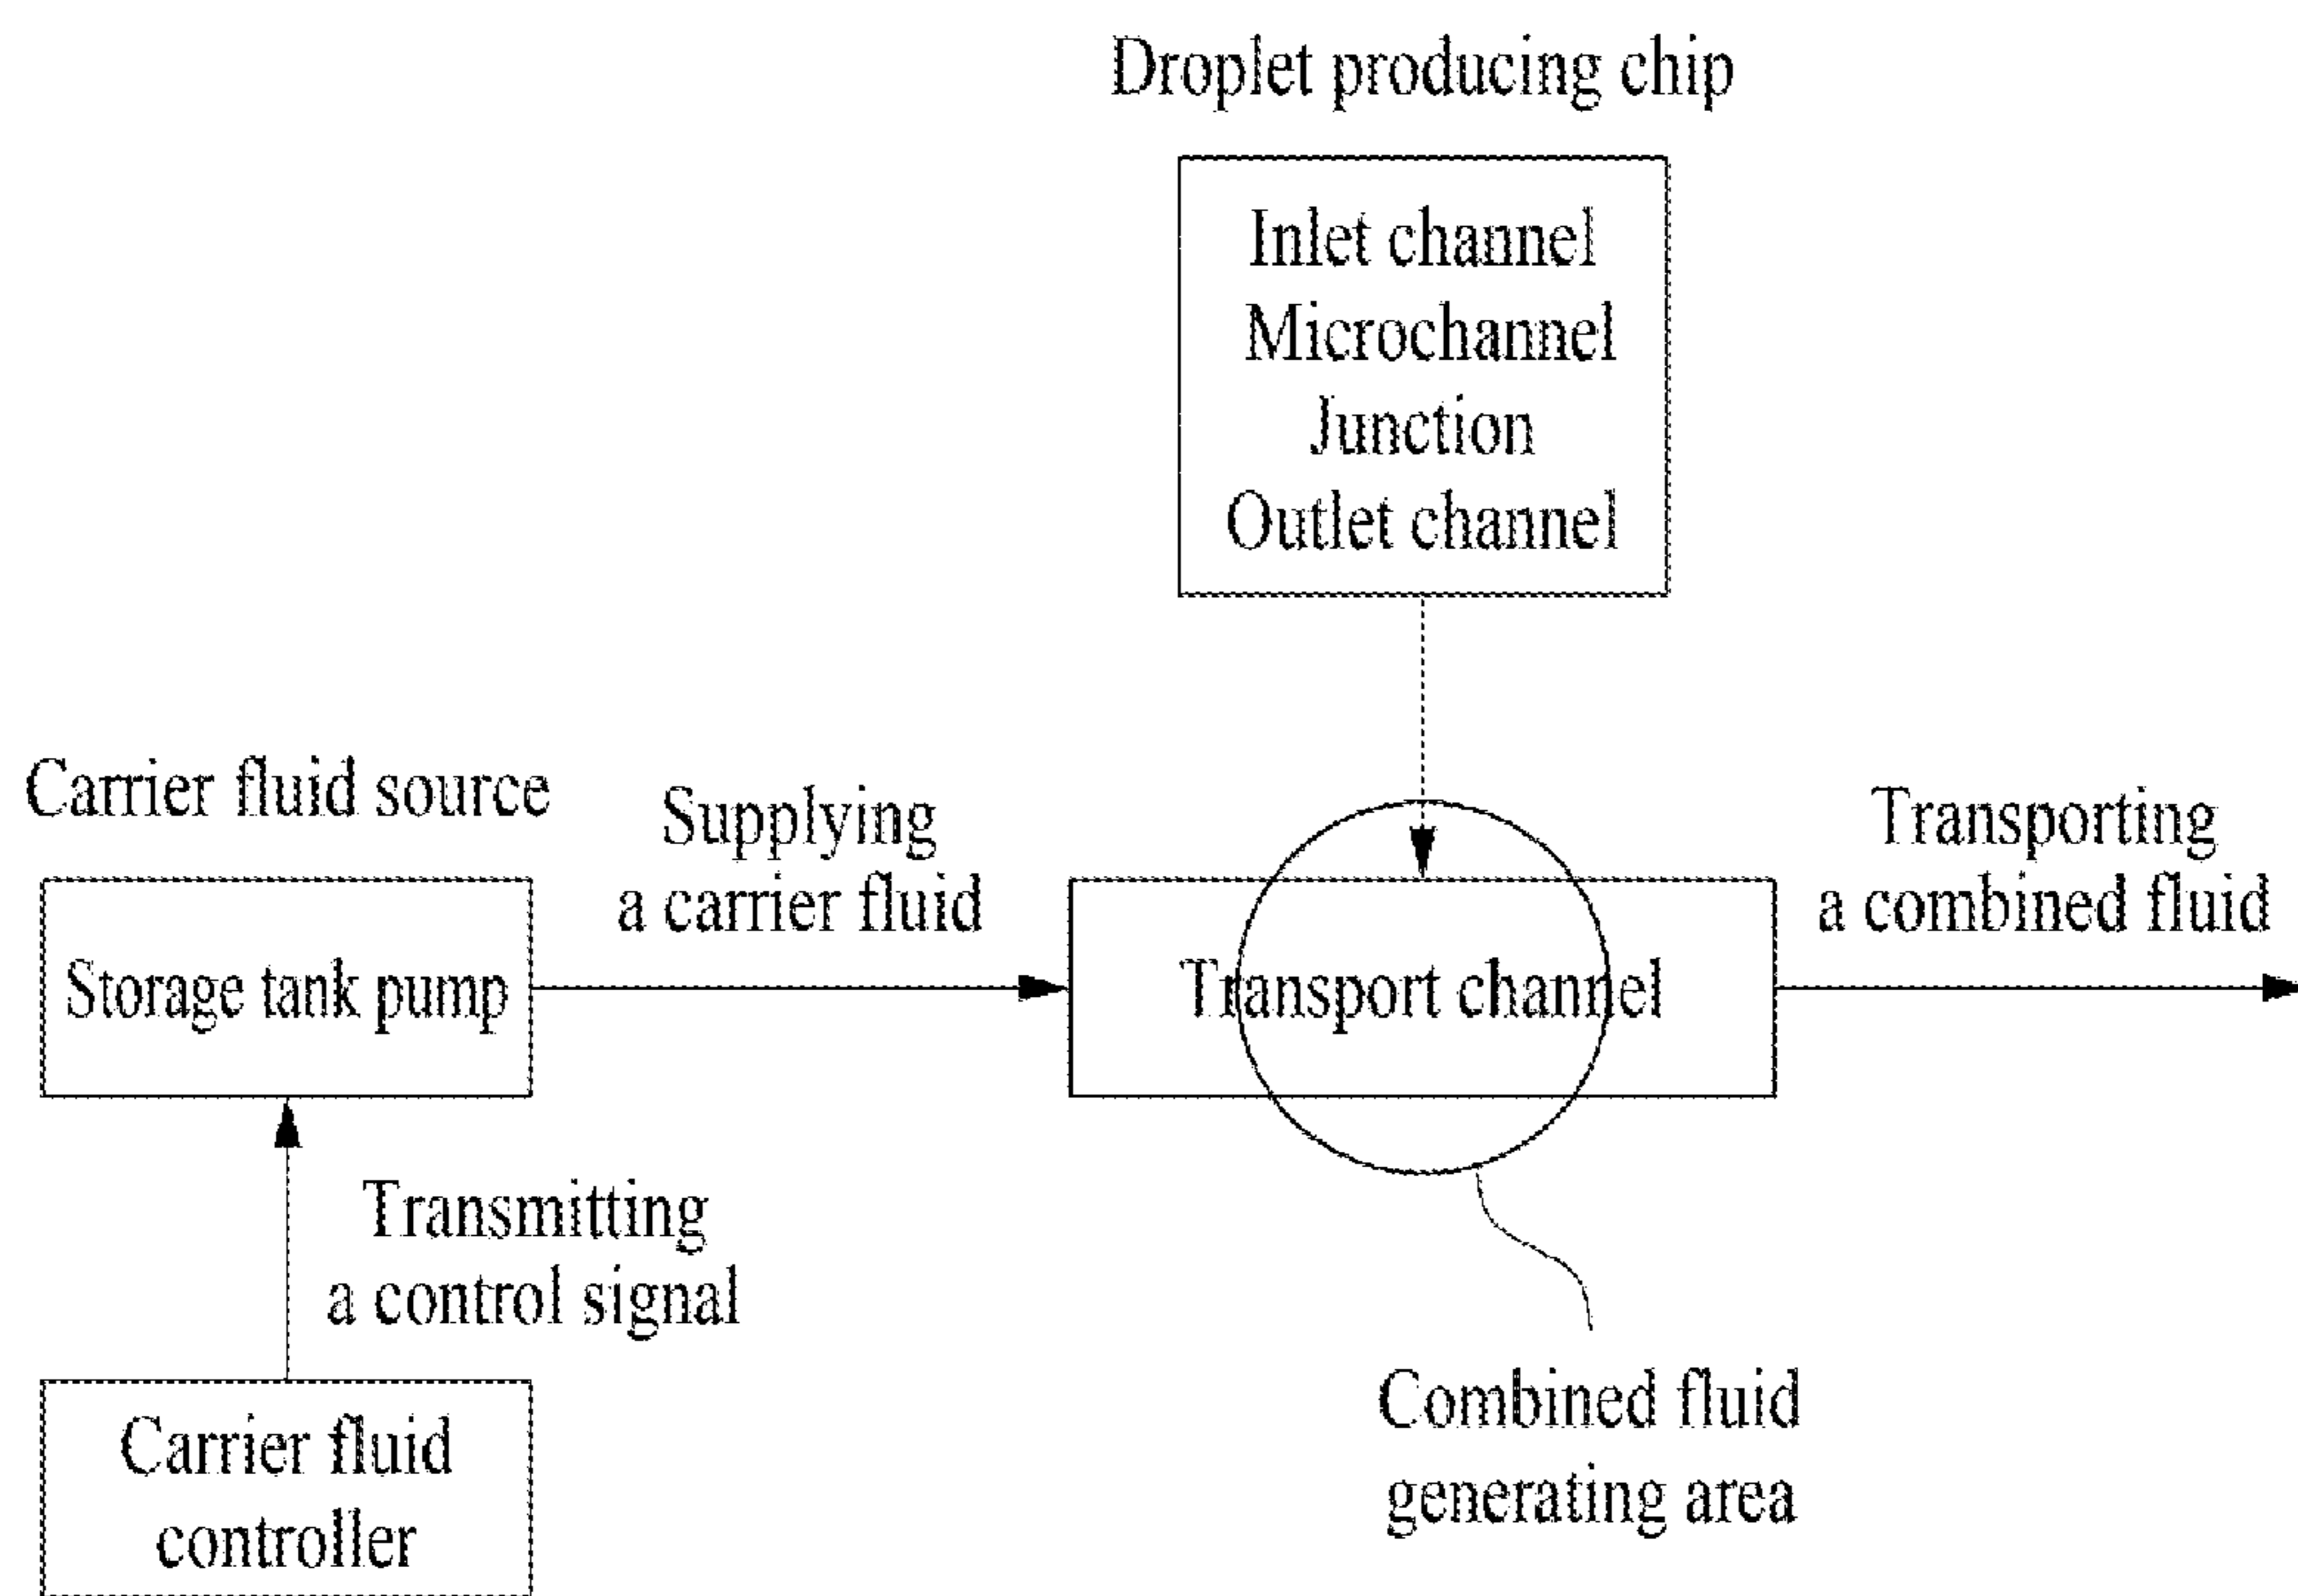 Droplet producing chip
Inlet channel
Microchannel
Junction
Outlet channel
Carrier fluid source
Storage tank pump
Supplying
a carrier fluid
Transport channel
Transporting
a combined fluid
Transmitting
a control signal
Carrier fluid
controller
Combined fluid
generating area